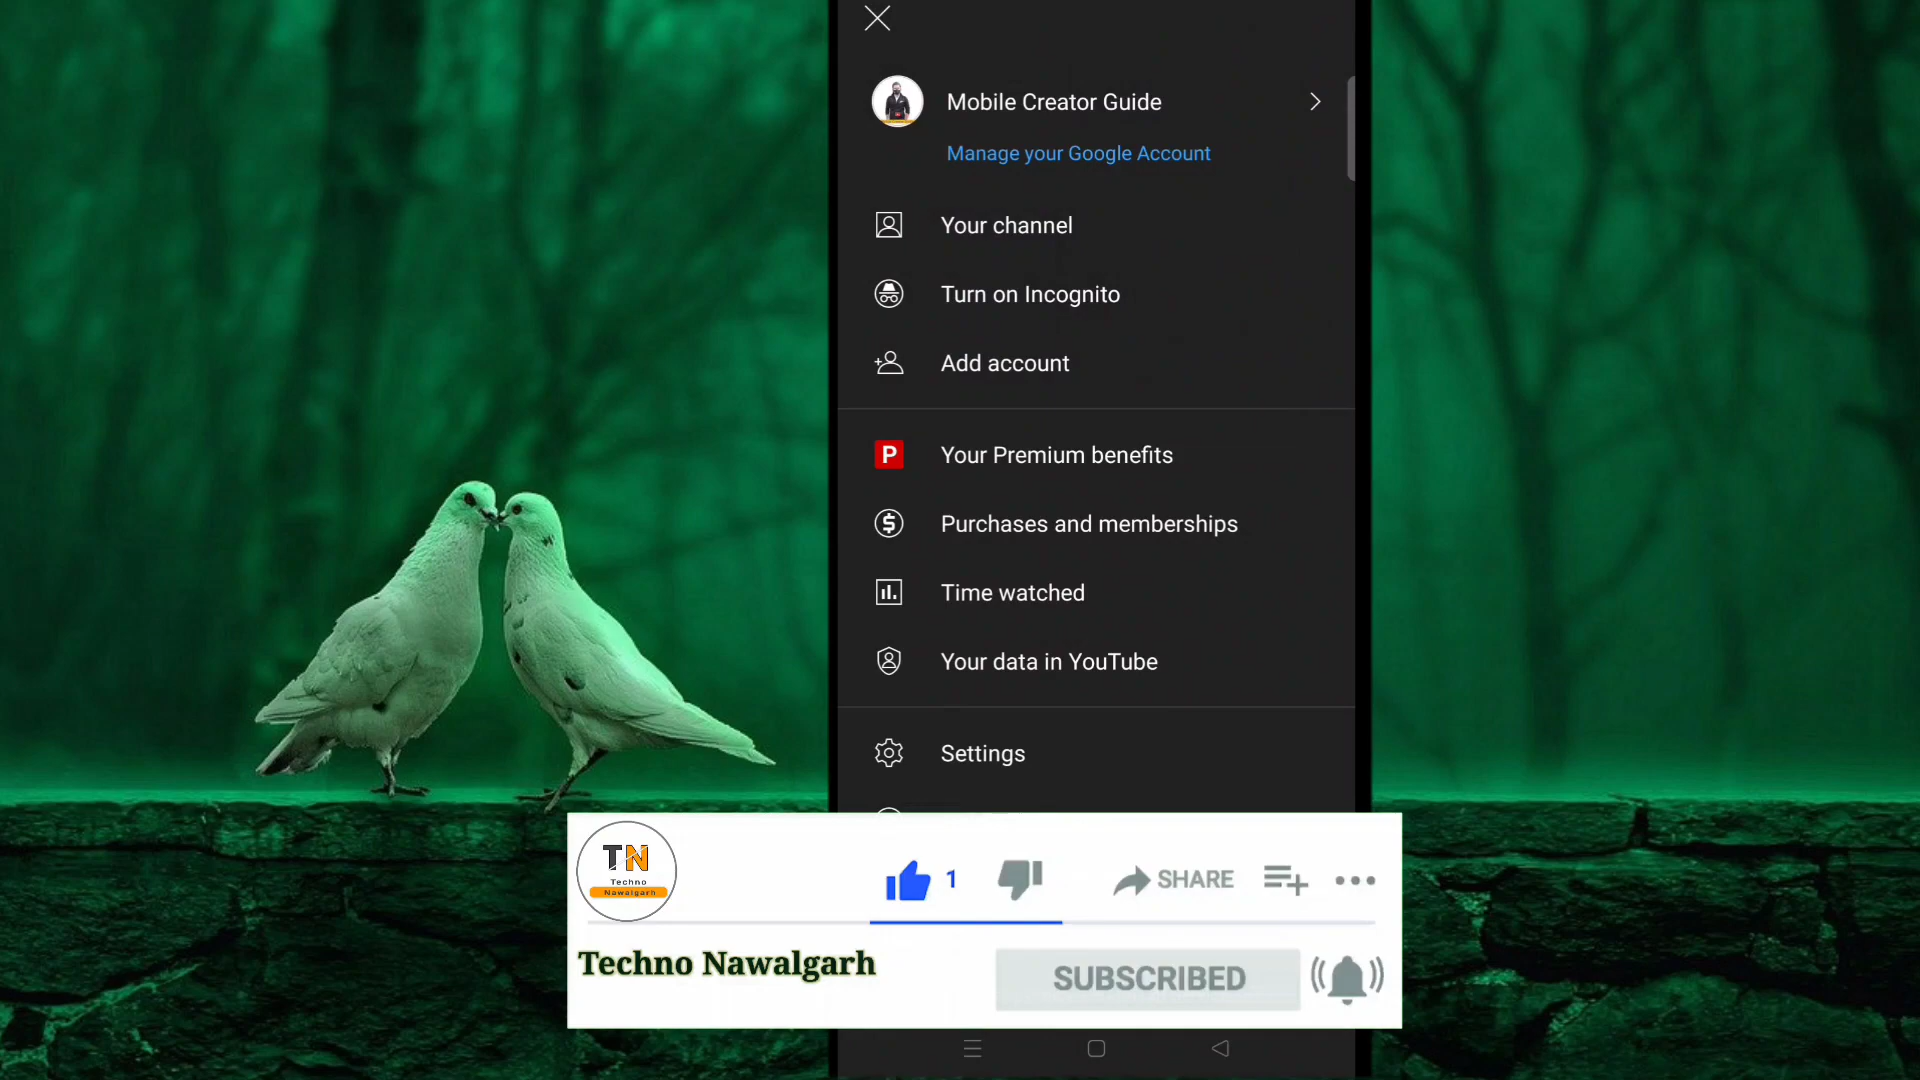 Mobile Creator Guide
Manage your Google Account
Your channel
Turn on Incognito
Add account
P Your Premium benefits
Purchases and memberships
Time watched
Your data in YouTube
Settings
TN
Techno
Nawalgarh
1
SHARE
Techno Nawalgarh
SUBSCRIBED